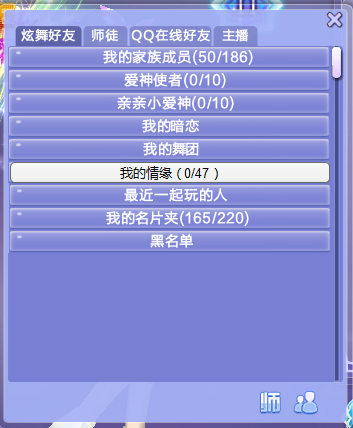 炫舞好友 师徒 QQ在线好友 主播
我的家族成员(50/186)
爱神使者(0/10)
亲亲小爱神(0/10)
我的暗恋
我的舞团
我的情缘（0/47）
最近一起玩的人
我的名片夹(165/220)
黑名单
师